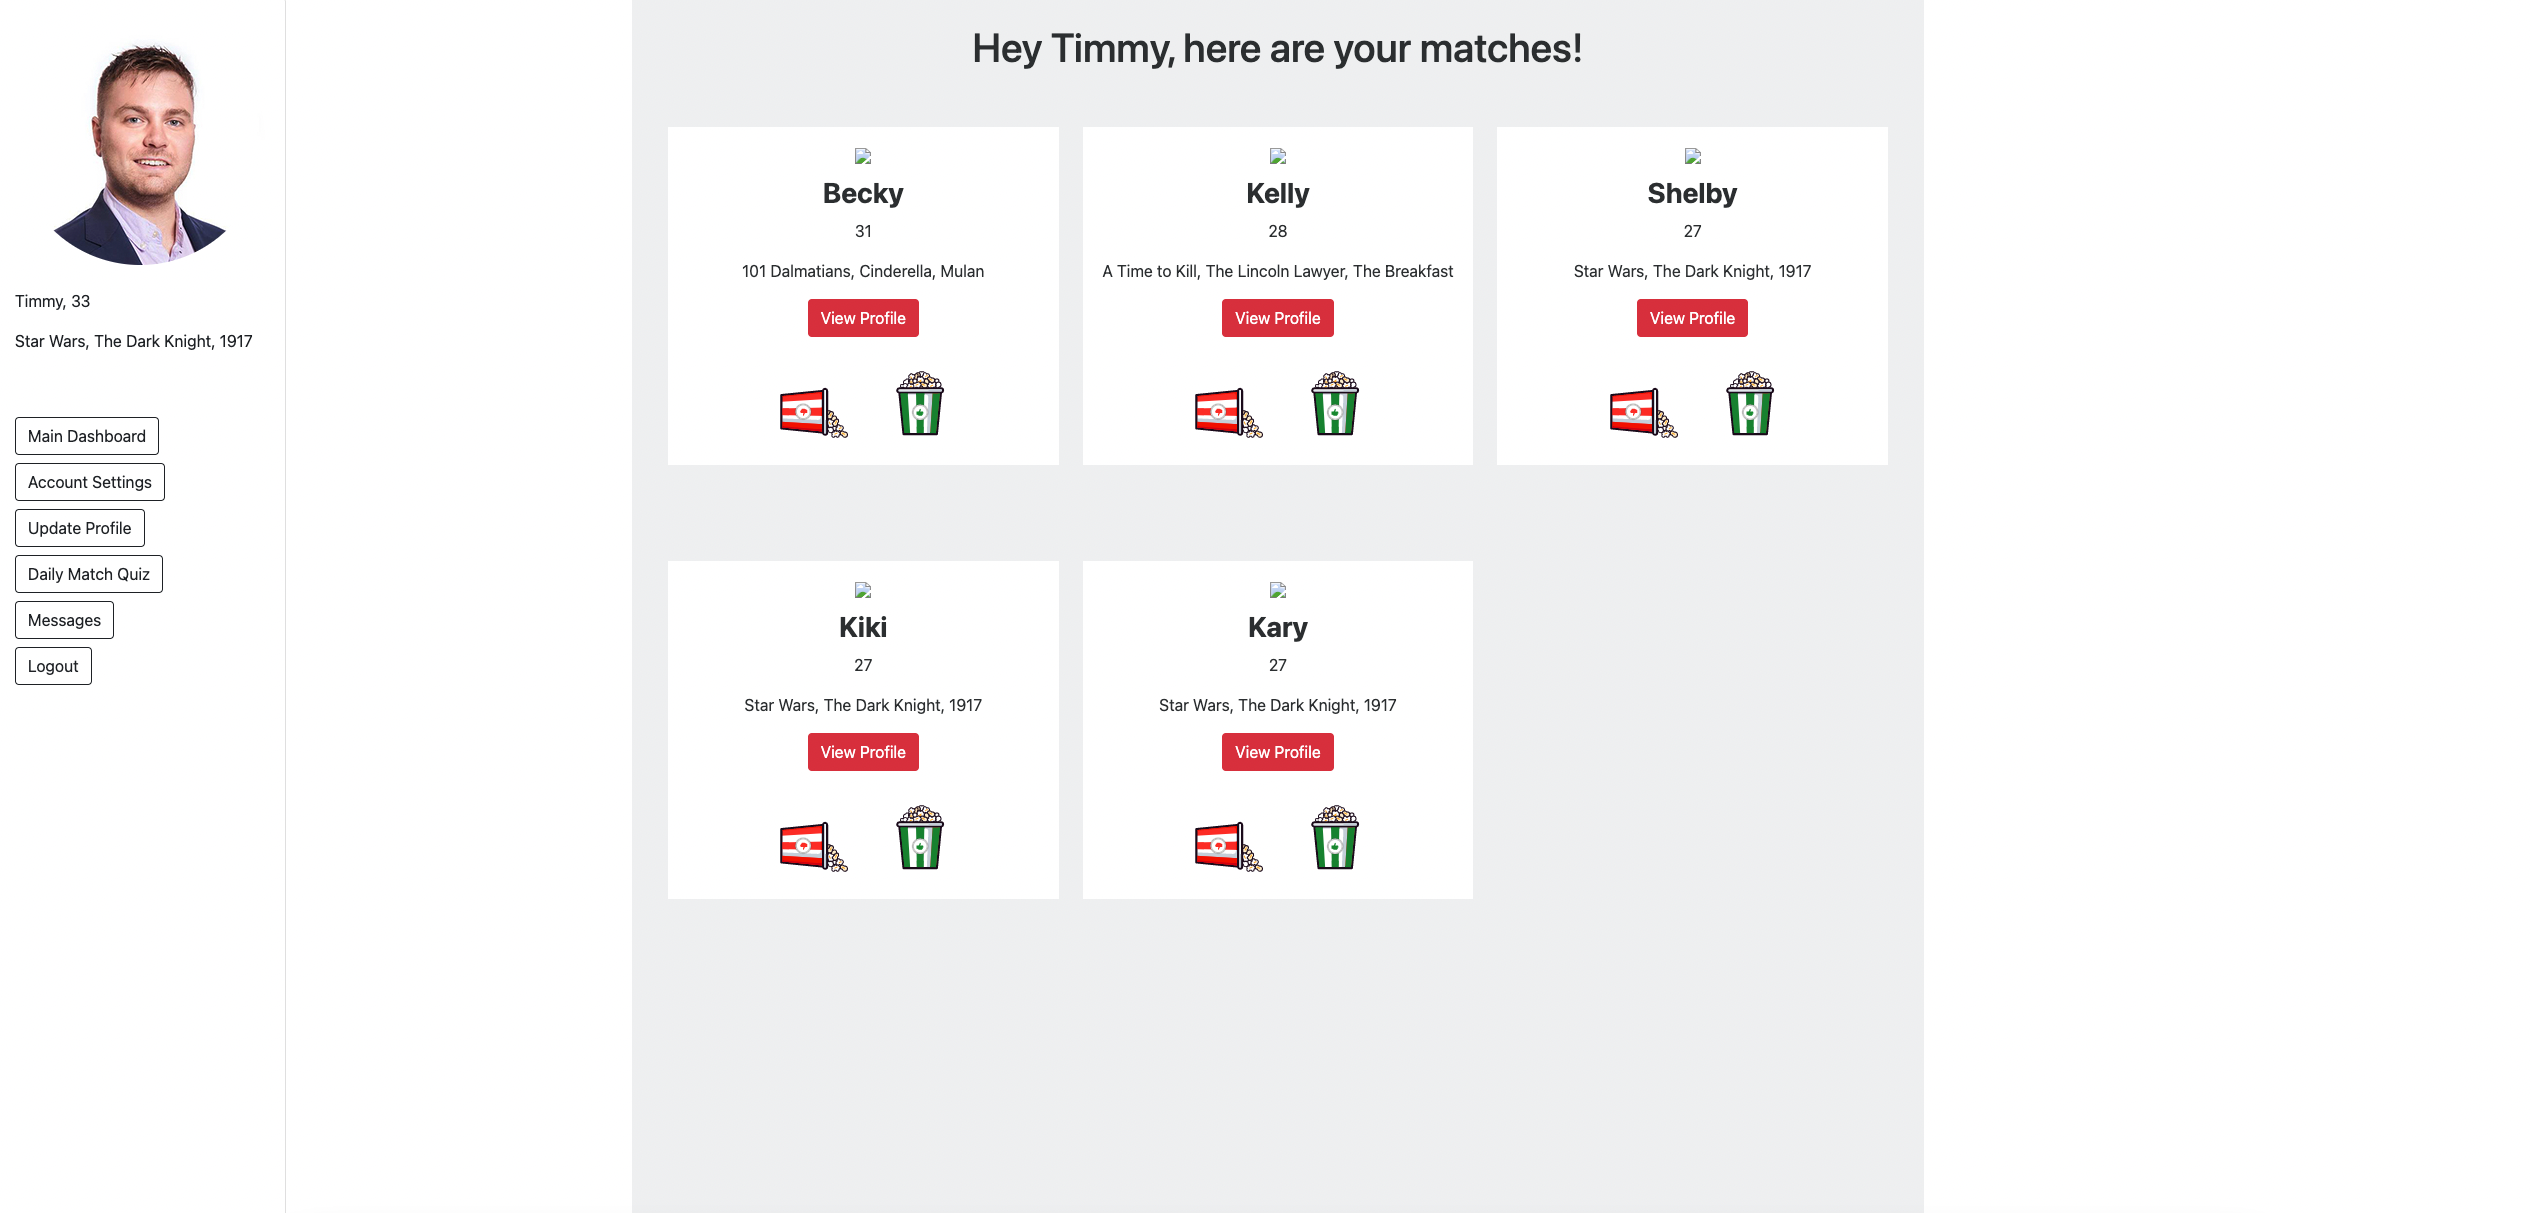 Timmy, 33
Star Wars, The Dark Knight, 1917
Main Dashboard
Account Settings
Update Profile
Daily Match Quiz
Messages
Logout
Hey Timmy, here are your matches!
Becky
31
101 Dalmatians, Cinderella, Mulan
View Profile
Kelly
28
A Time to Kill, The Lincoln Lawyer, The Breakfast
View Profile
Shelby
27
Star Wars, The Dark Knight, 1917
View Profile
Kiki
27
Star Wars, The Dark Knight, 1917
View Profile
Kary
27
Star Wars, The Dark Knight, 1917
View Profile